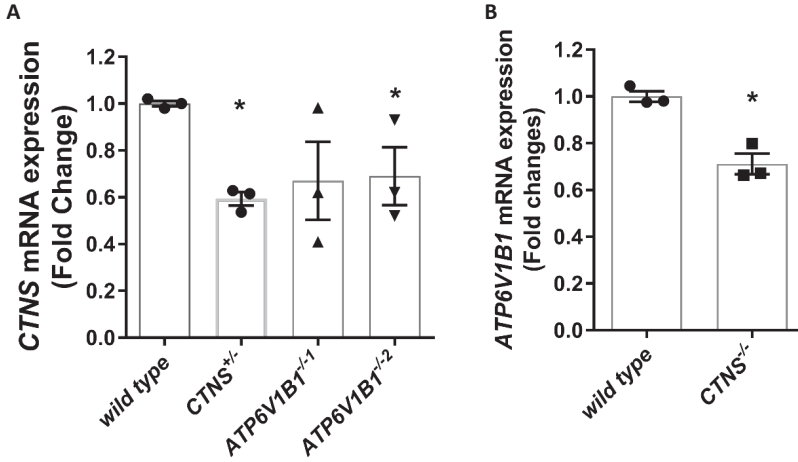 A
CTNS mRNA expression
(Fold Change)
1.2
1.0
0.8
0.6
0.4
0.2
0.0
*
*
wild type
CTNS+/-
ATP6V1B1-/-1
ATP6V1B1-/-2
B
ATP6V1B1 mRNA expression
(Fold changes)
1.2
1.0
0.8
0.6
0.4
0.2
0.0
*
wild type
CTNS-/-